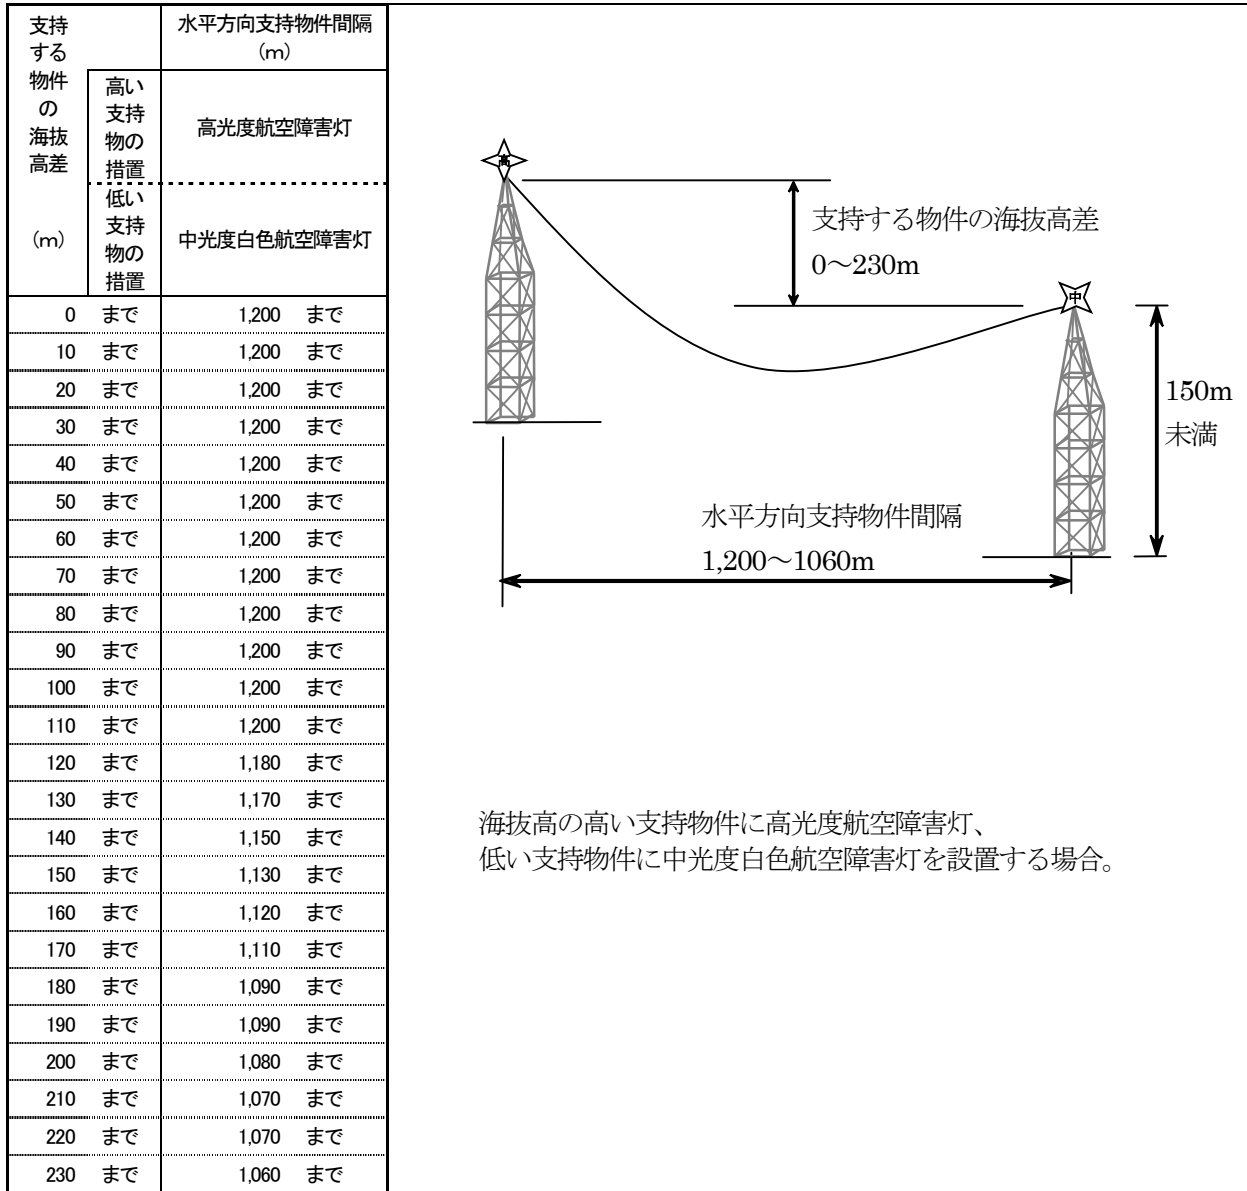 支持
する
物件
の
海抜
高差
(m)
水平方向支持物件間隔
(m)
高い
支持
物の
措置
高光度航空障害灯
低い
支持
物の
措置
中光度白色航空障害灯
0 まで 1,200 まで
10 まで 1,200 まで
20 まで 1,200 まで
30 まで 1,200 まで
40 まで 1,200 まで
50 まで 1,200 まで
60 まで 1,200 まで
70 まで 1,200 まで
80 まで 1,200 まで
90 まで 1,200 まで
100 まで 1,200 まで
110 まで 1,200 まで
120 まで 1,180 まで
130 まで 1,170 まで
140 まで 1,150 まで
150 まで 1,130 まで
160 まで 1,120 まで
170 まで 1,110 まで
180 まで 1,090 まで
190 まで 1,090 まで
200 まで 1,080 まで
210 まで 1,070 まで
220 まで 1,070 まで
230 まで 1,060 まで
高
支持する物件の海抜高差
0～230m
中
150m
未満
水平方向支持物件間隔
1,200～1060m
海抜高の高い支持物件に高光度航空障害灯、
低い支持物件に中光度白色航空障害灯を設置する場合。